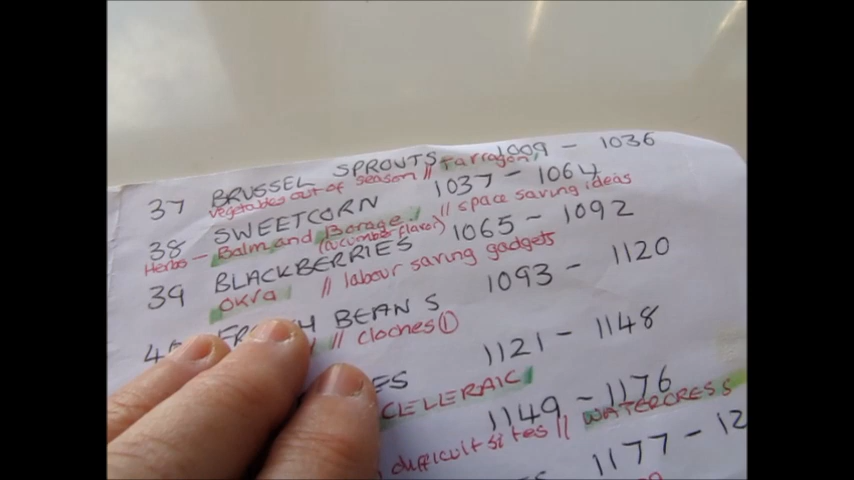 37 BRUSSEL SPROUTS 1009 - 1036
vegetables out of season // Tarragon
38 SWEETCORN 1037 - 1064
Herbs - Balm and Borage (cucumber flavor) // space saving ideas
39 BLACKBERRIES 1065 - 1092
okra // labour saving gadgets
BEANS 1093 - 1120
// cloches ①
ES 1121 - 1148
CELERAIC
1149 - 1176
difficult sites // WATERCRESS
1177 - 12